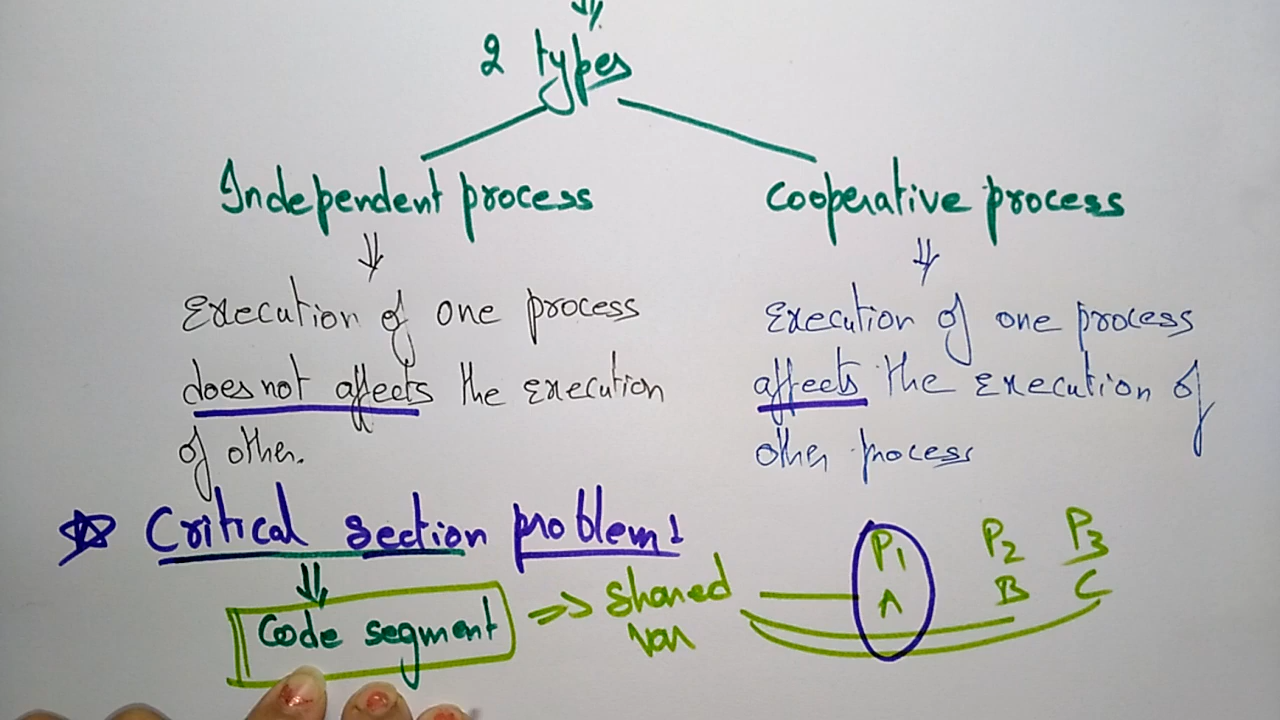 2 types
Independent process
cooperative process
Execution of one process
does not affects the execution
of other.
Execution of one process
affects the execution of
other process
Critical section problem:
Code segment
=> shared
var
P1 P2 P3
A B C